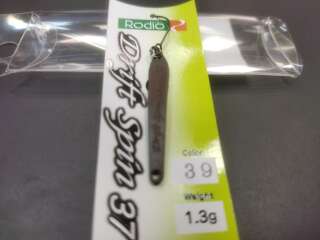 Rodio
Drift Spin 37
Color
39
Weight
1.3g